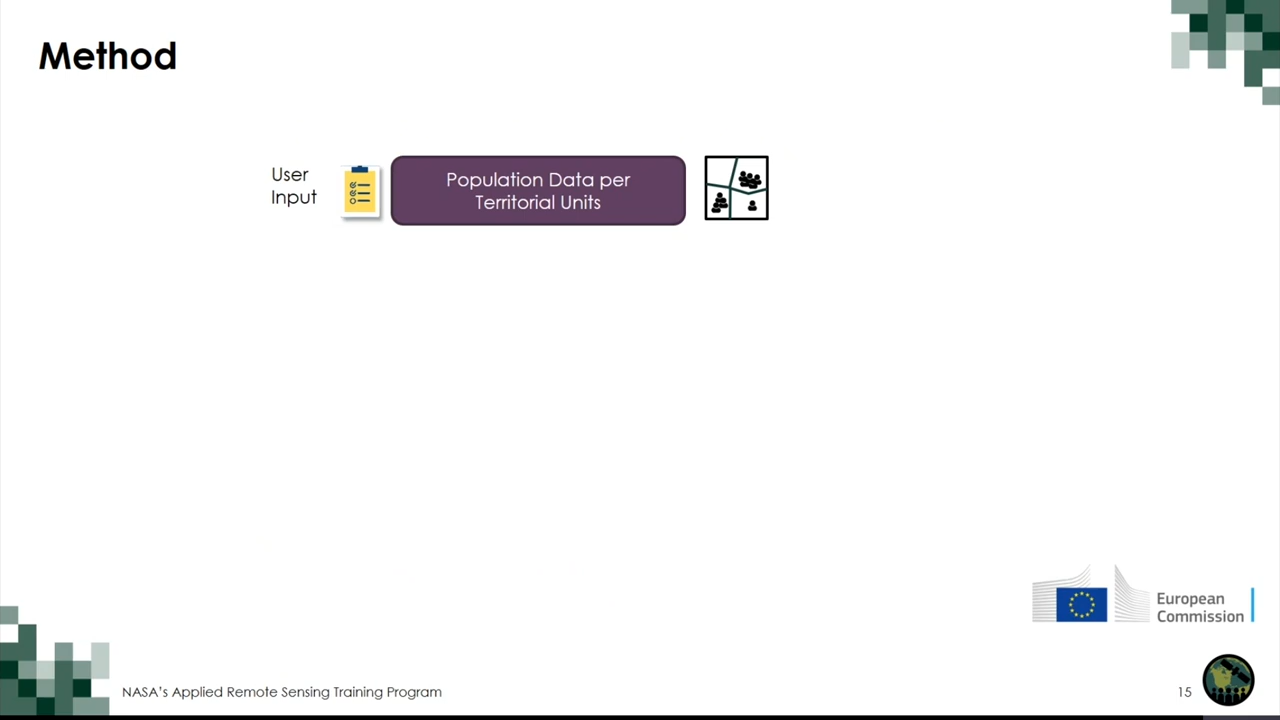 Method
User
Input
Population Data per
Territorial Units
European
Commission
NASA's Applied Remote Sensing Training Program
15